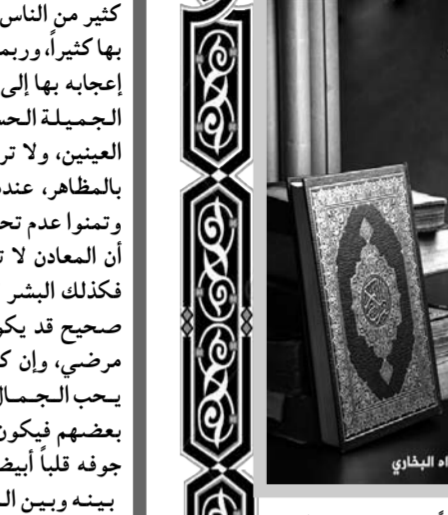 كثير من الناس
بها كثيراً، وربم
إعجابه بها إلى
الجميلة الحس
العينين، ولا تر
بالمظاهر، عند
وتمنوا عدم تح
أن المعادن لا ت
فكذلك البشر
صحيح قد يكو
مرضي، وإن ك
يحب الجمال
بعضهم فيكون
جوفه قلباً أبيض
بينه وبين الـ
اه البخاري